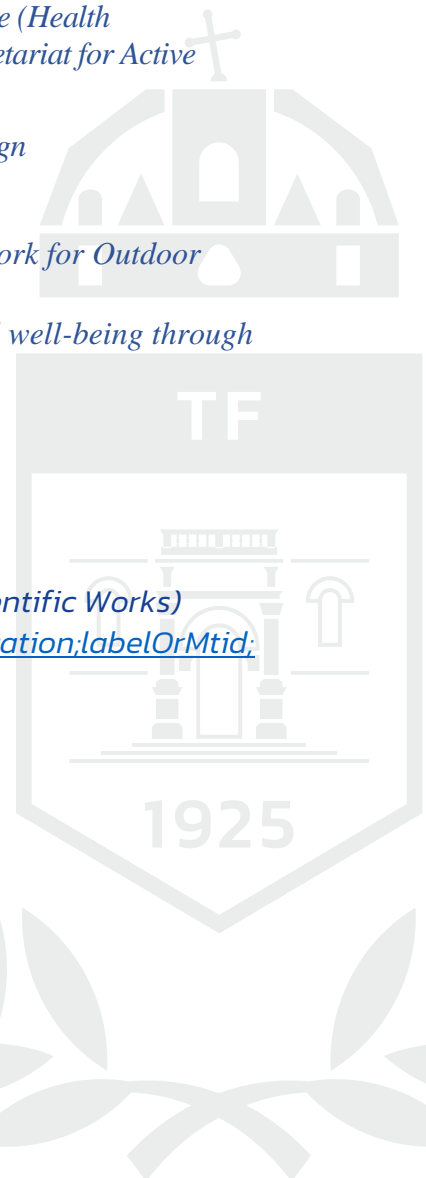 e (Health
etariat for Active
gn
ork for Outdoor
well-being through
TF
ntific Works)
ation;labelOrMtid;
1925